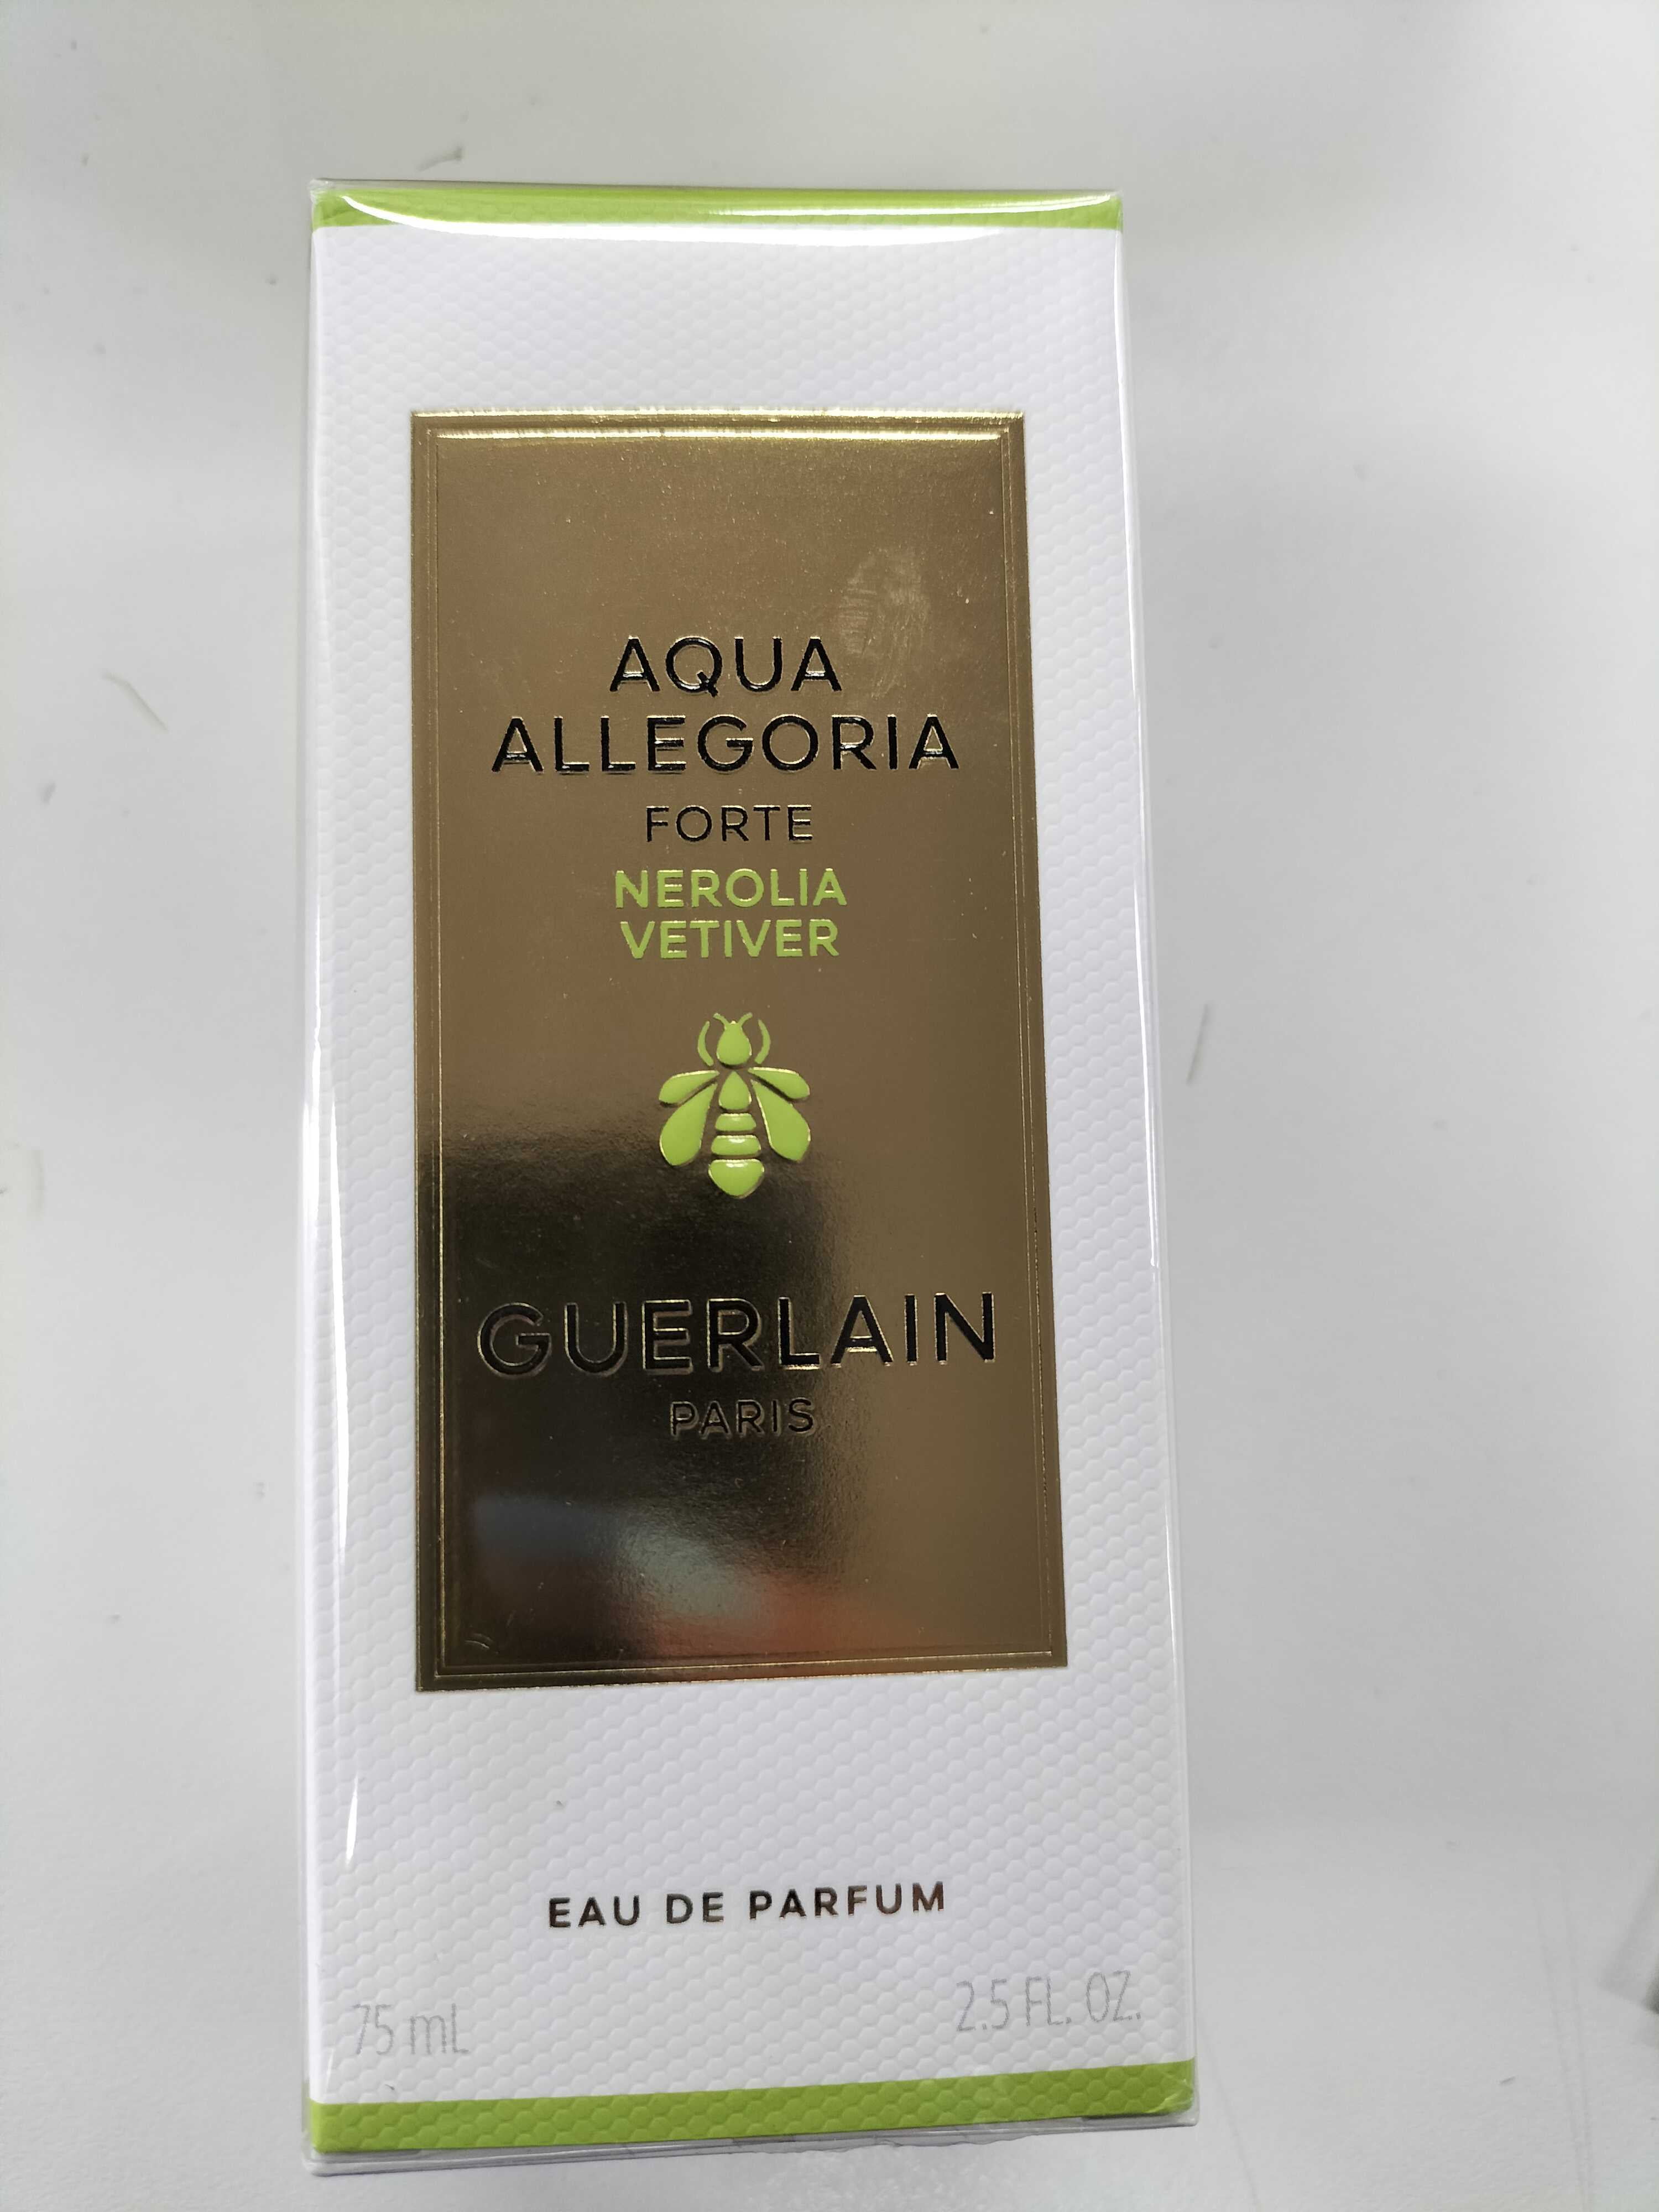 AQUA
ALLEGORIA
FORTE
NEROLIA
VETIVER
GUERLAIN
PARIS
EAU DE PARFUM
75 mL
2.5 FL. OZ.